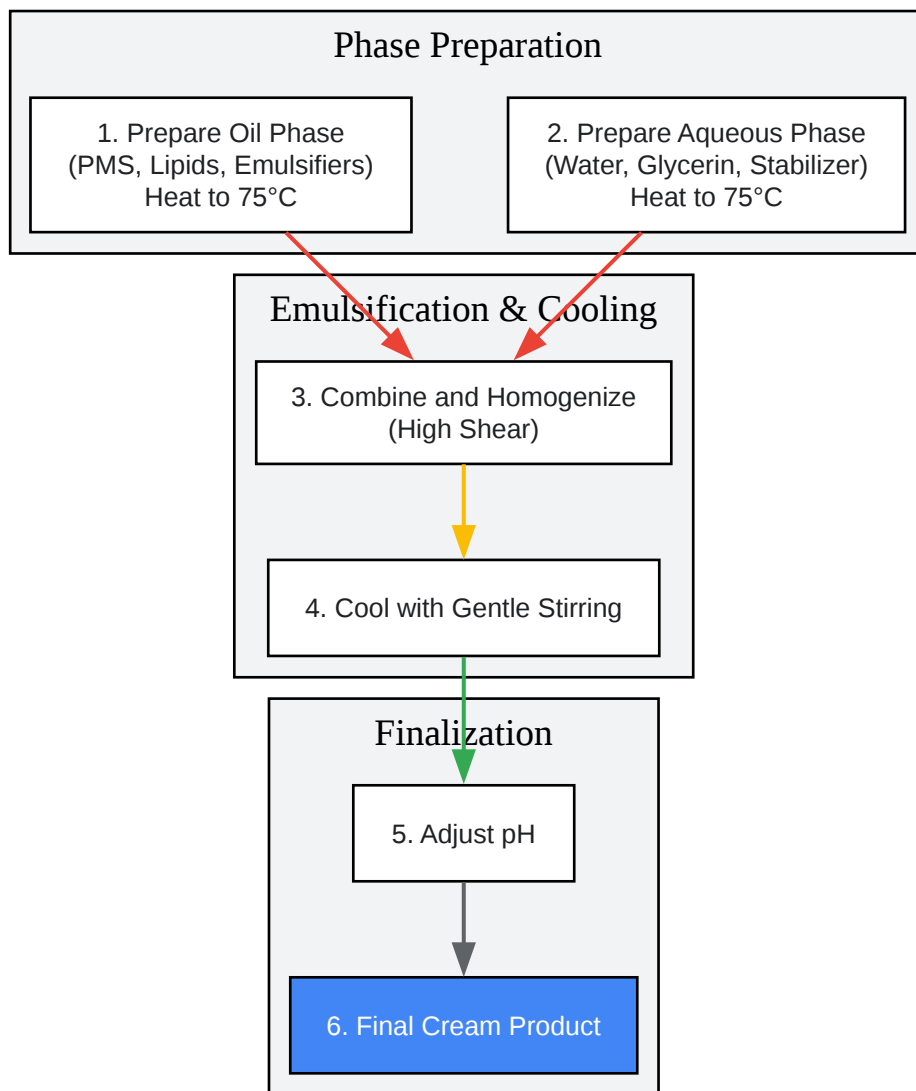 Phase Preparation
1. Prepare Oil Phase
(PMS, Lipids, Emulsifiers)
Heat to 75°C
2. Prepare Aqueous Phase
(Water, Glycerin, Stabilizer)
Heat to 75°C
Emulsification & Cooling
3. Combine and Homogenize
(High Shear)
4. Cool with Gentle Stirring
Finalization
5. Adjust pH
6. Final Cream Product